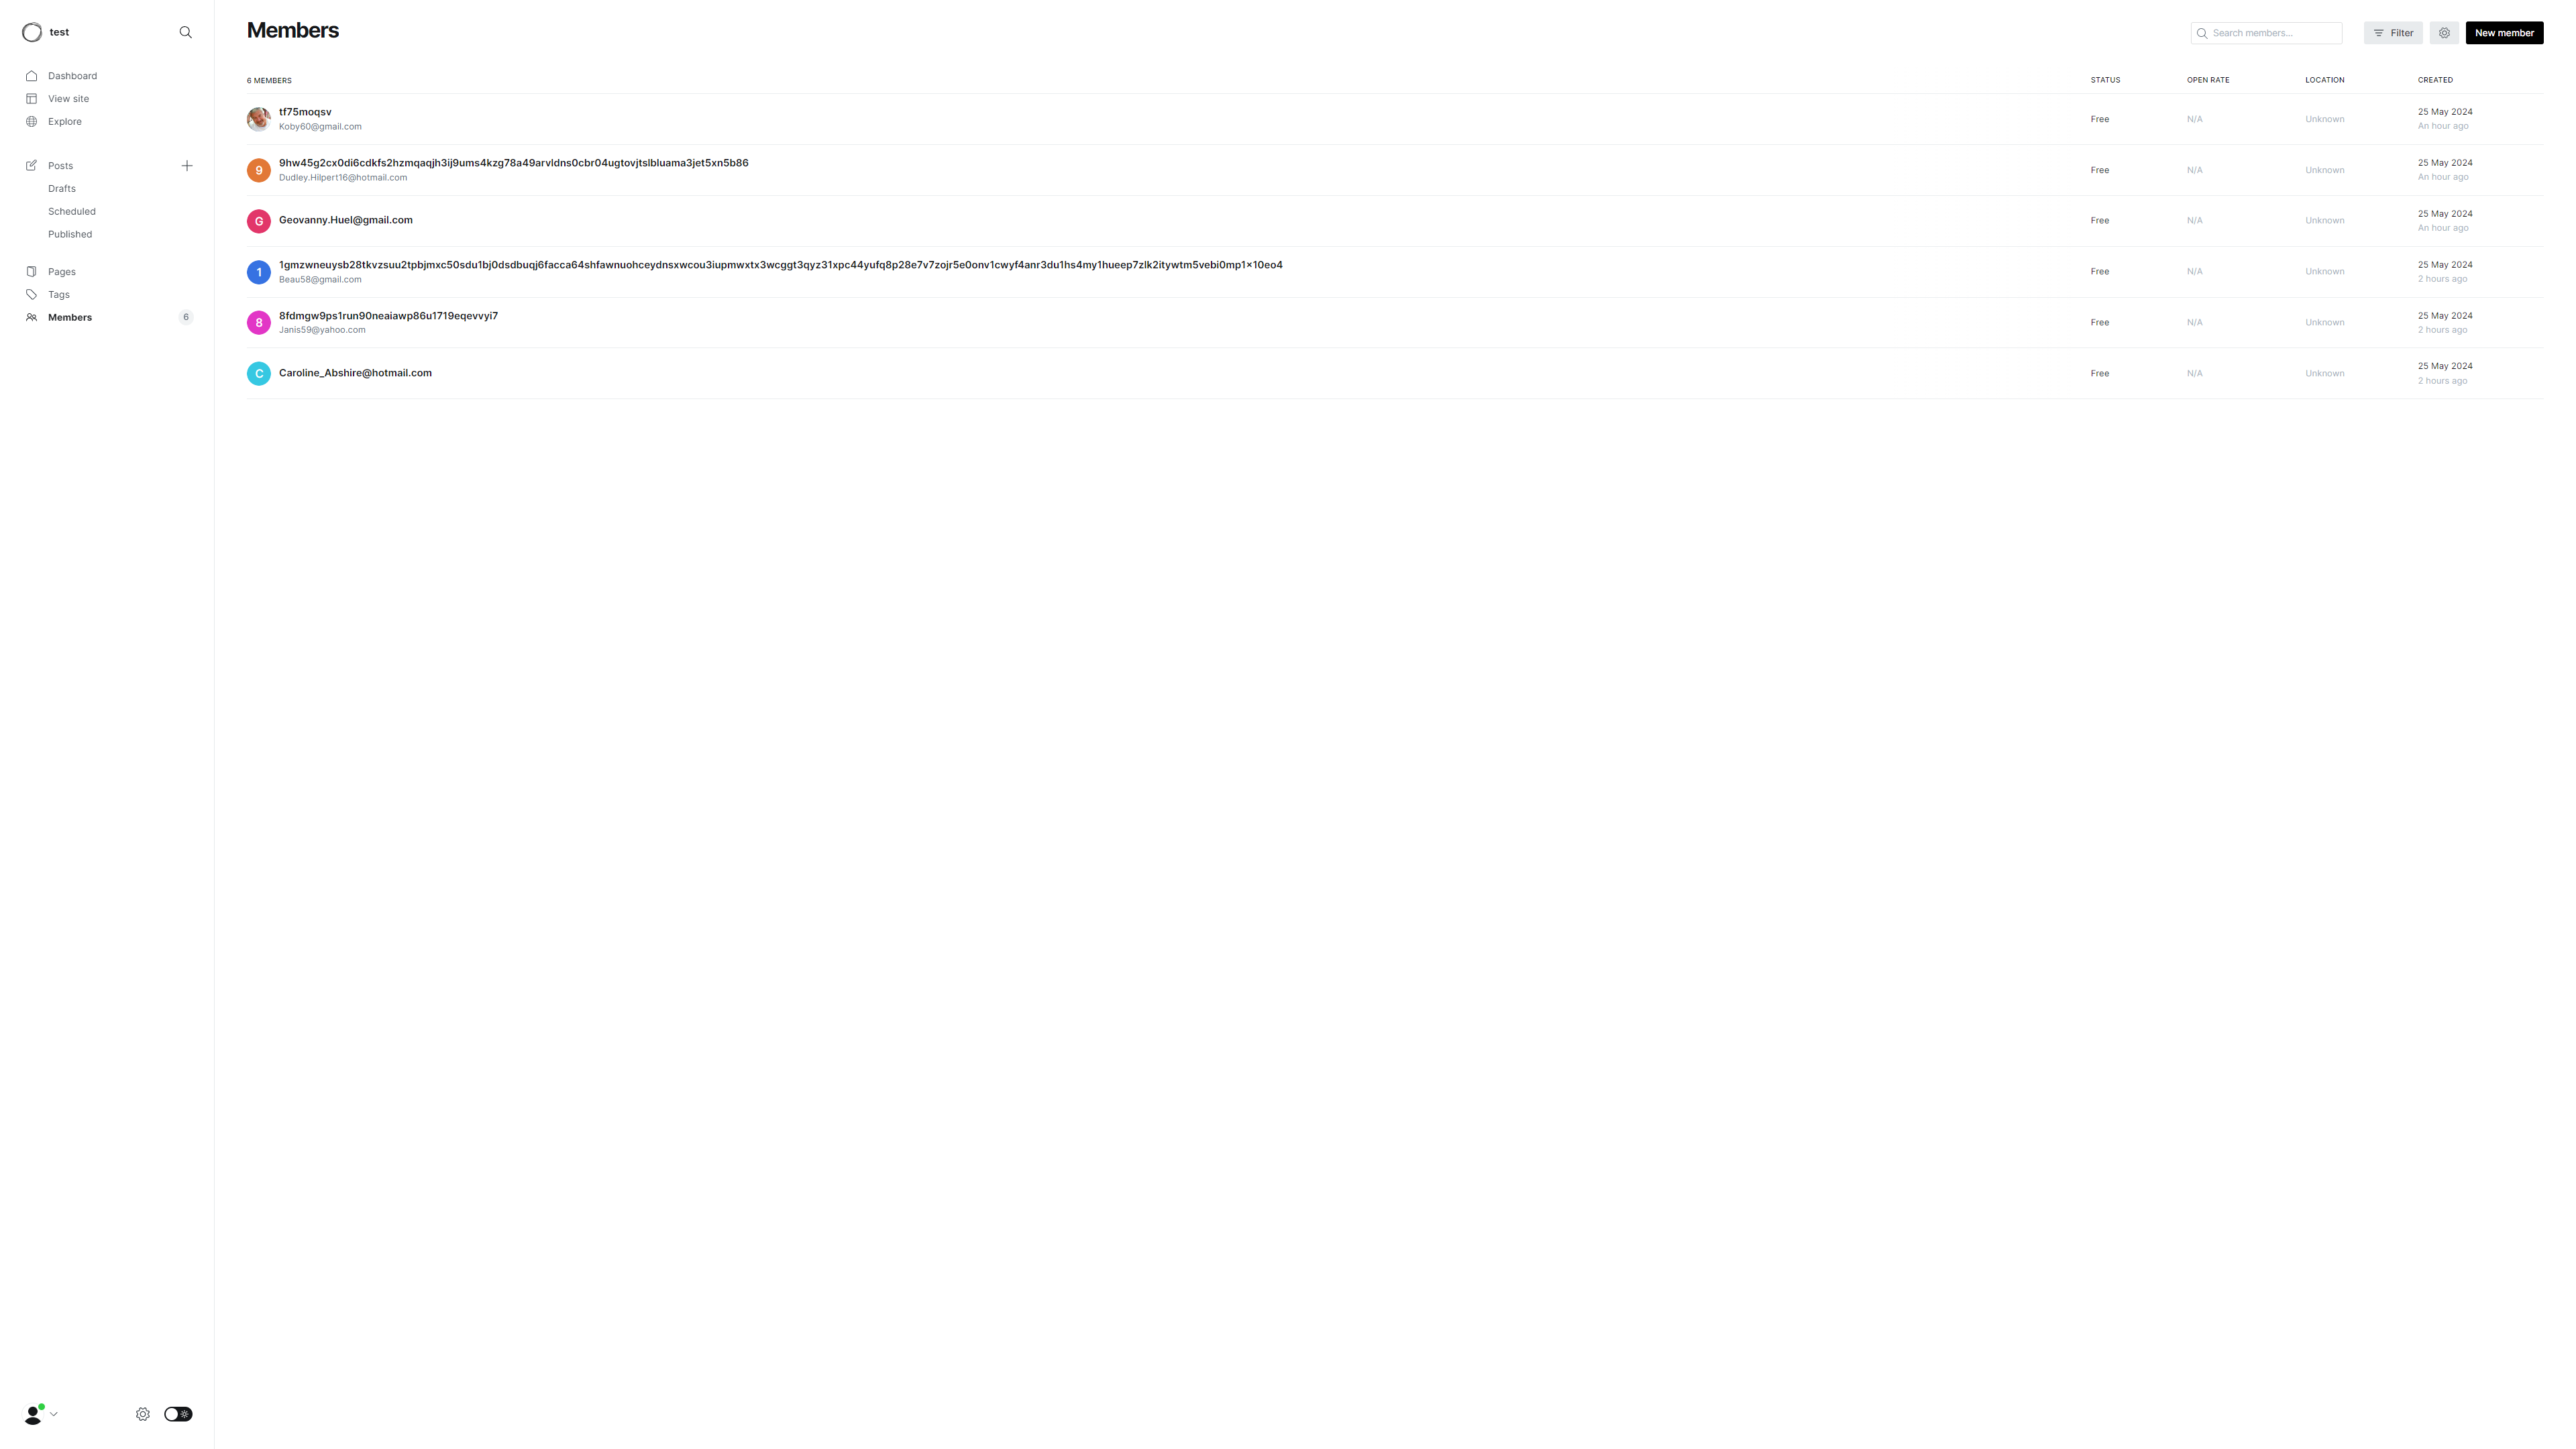 test
Dashboard
View site
Explore
Posts
Drafts
Scheduled
Published
Pages
Tags
Members 6
Members
Search members...
Filter
New member
6 MEMBERS STATUS OPEN RATE LOCATION CREATED
tf75moqsv
Koby60@gmail.com
Free N/A Unknown
25 May 2024
An hour ago
9
9hw45g2cx0di6cdkfs2hzmqaqjh3ij9ums4kzg78a49arvldns0cbr04ugtovjtslbluama3jet5xn5b86
Dudley.Hilpert16@hotmail.com
Free N/A Unknown
25 May 2024
An hour ago
G
Geovanny.Huel@gmail.com
Free N/A Unknown
25 May 2024
An hour ago
1
1gmzwneuysb28tkvzsuu2tpbjmxc50sdu1bj0dsdbuqj6facca64shfawnuohceydnsxwcou3iupmwxtx3wcggt3qyz31xpc44yufq8p28e7v7zojr5e0onv1cwyf4anr3du1hs4my1hueep7zlk2itywtm5vebi0mp1×10eo4
Beau58@gmail.com
Free N/A Unknown
25 May 2024
2 hours ago
8
8fdmgw9ps1run90neaiawp86u1719eqevvyi7
Janis59@yahoo.com
Free N/A Unknown
25 May 2024
2 hours ago
C
Caroline_Abshire@hotmail.com
Free N/A Unknown
25 May 2024
2 hours ago